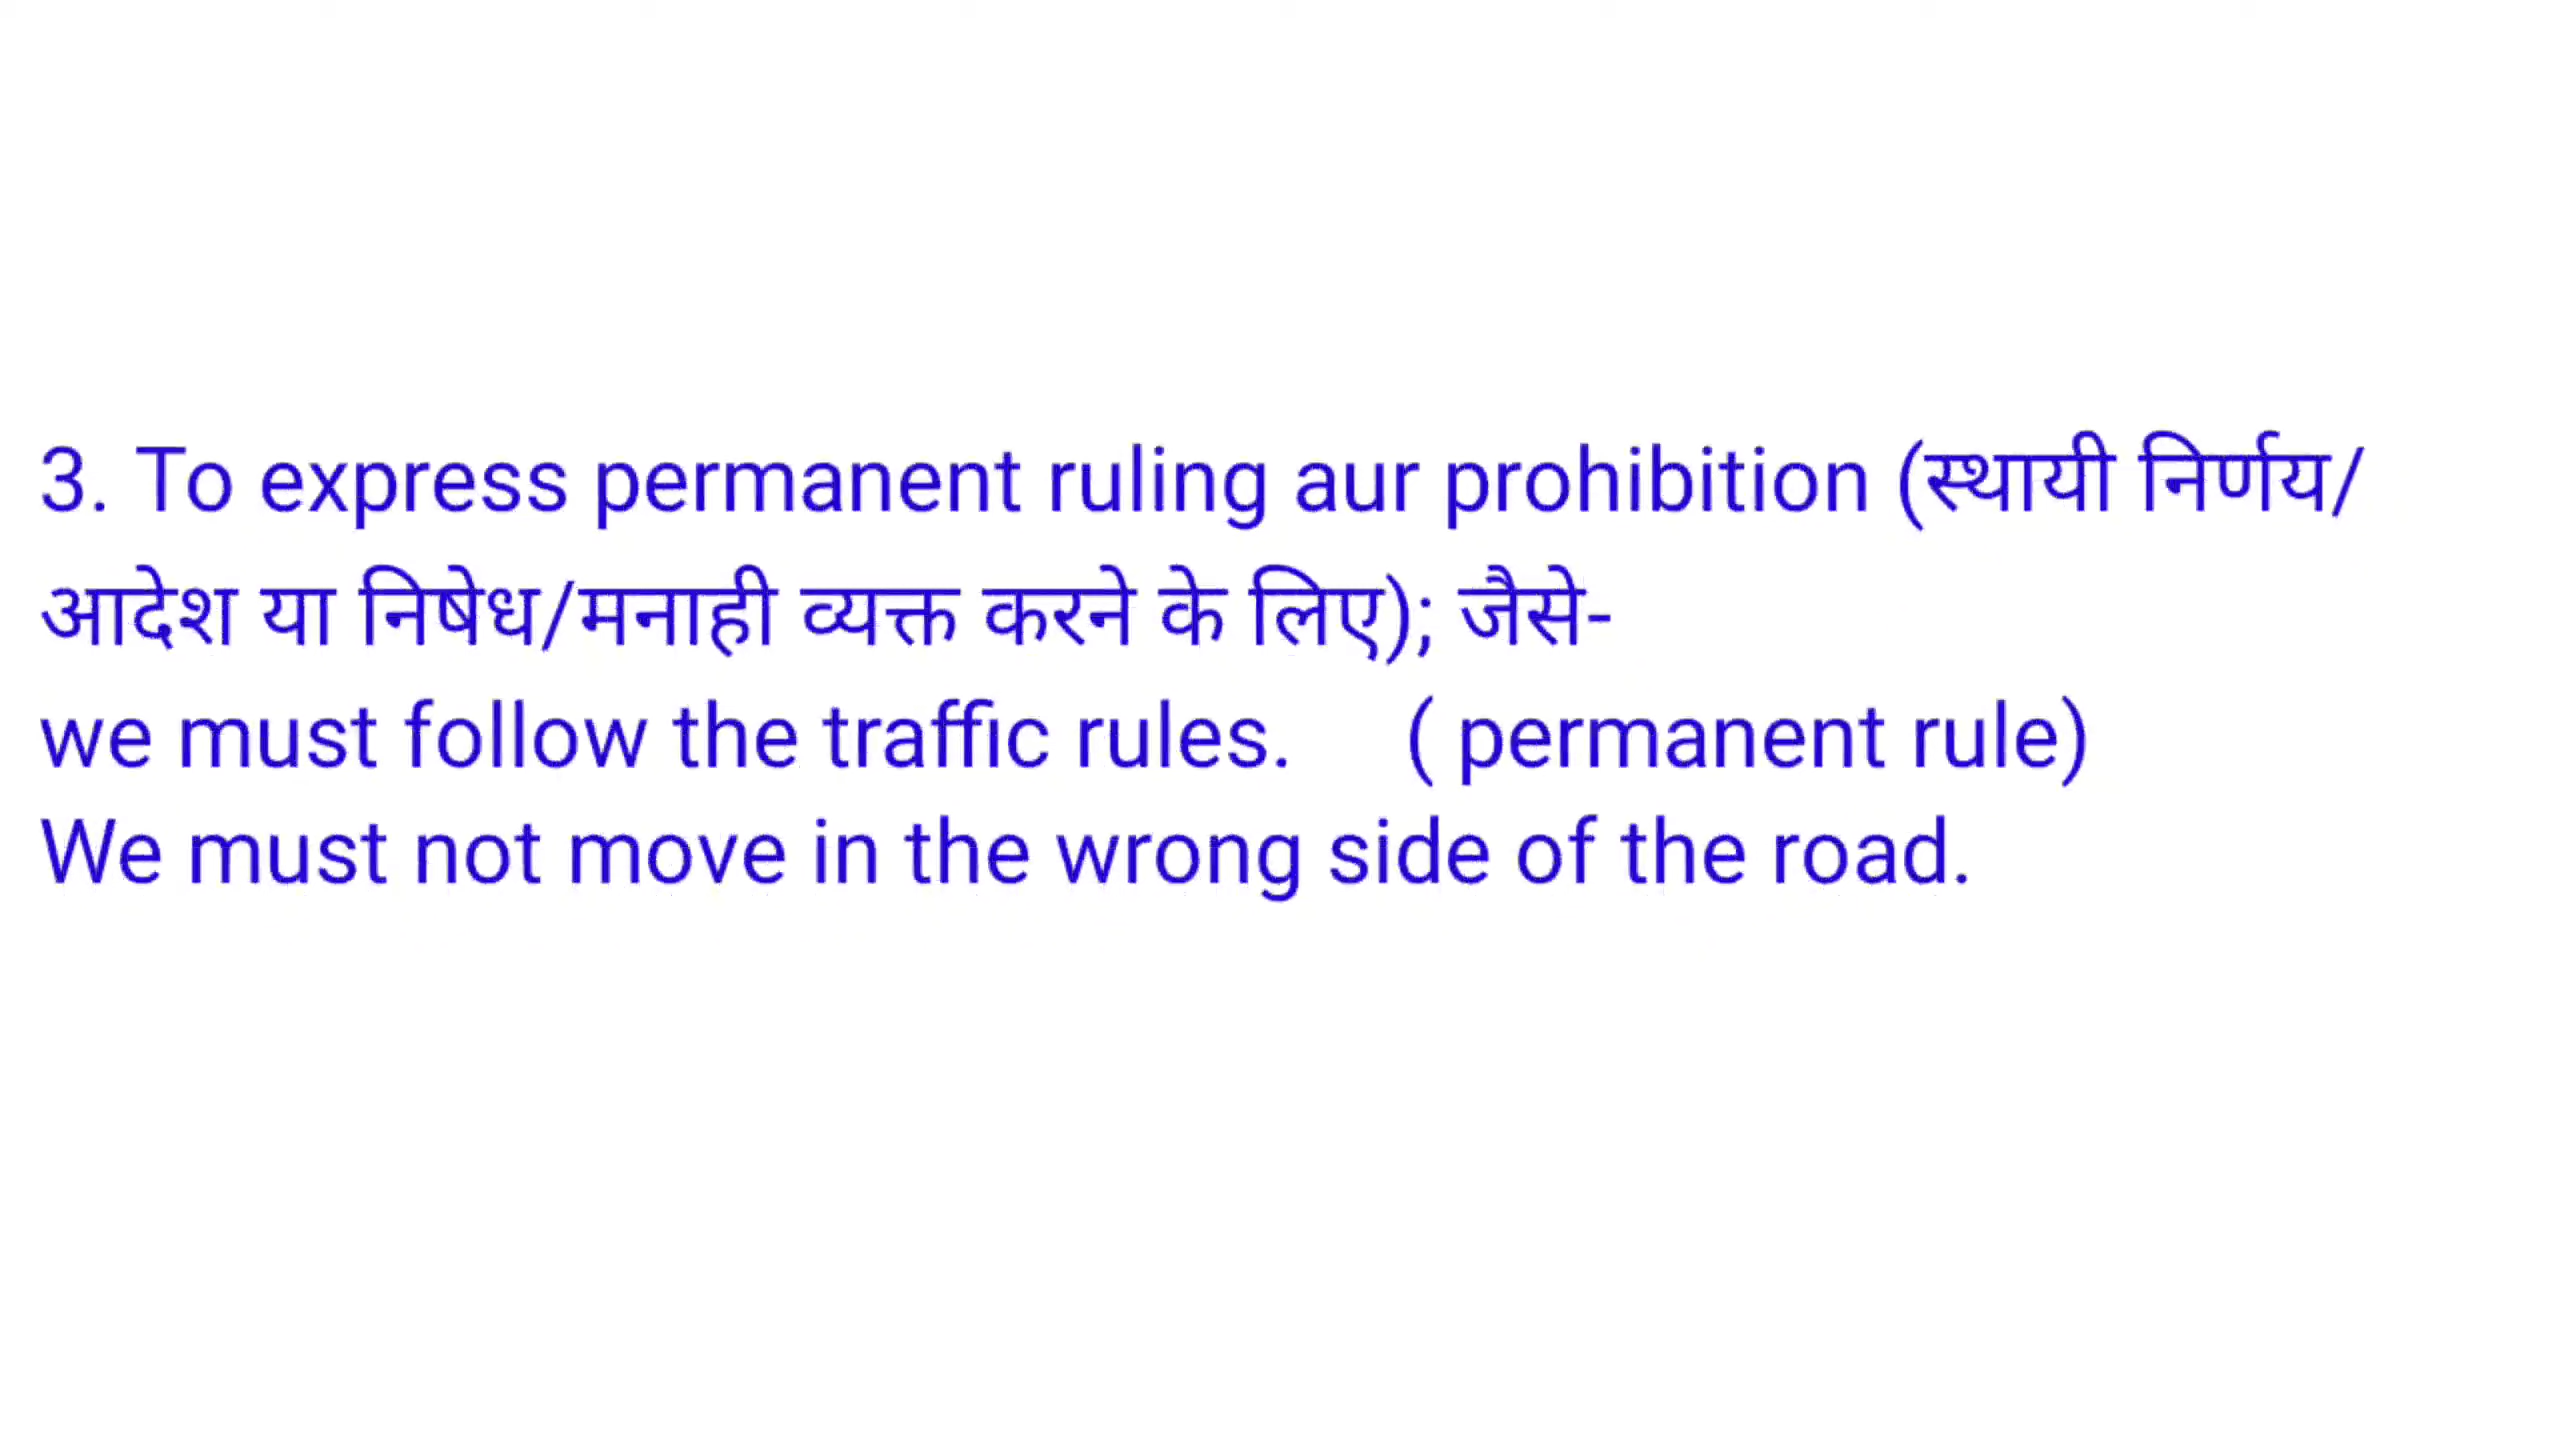 3. To express permanent ruling aur prohibition (स्थायी निर्णय/
आदेश या निषेध/मनाही व्यक्त करने के लिए); जैसे-
we must follow the traffic rules. ( permanent rule)
We must not move in the wrong side of the road.